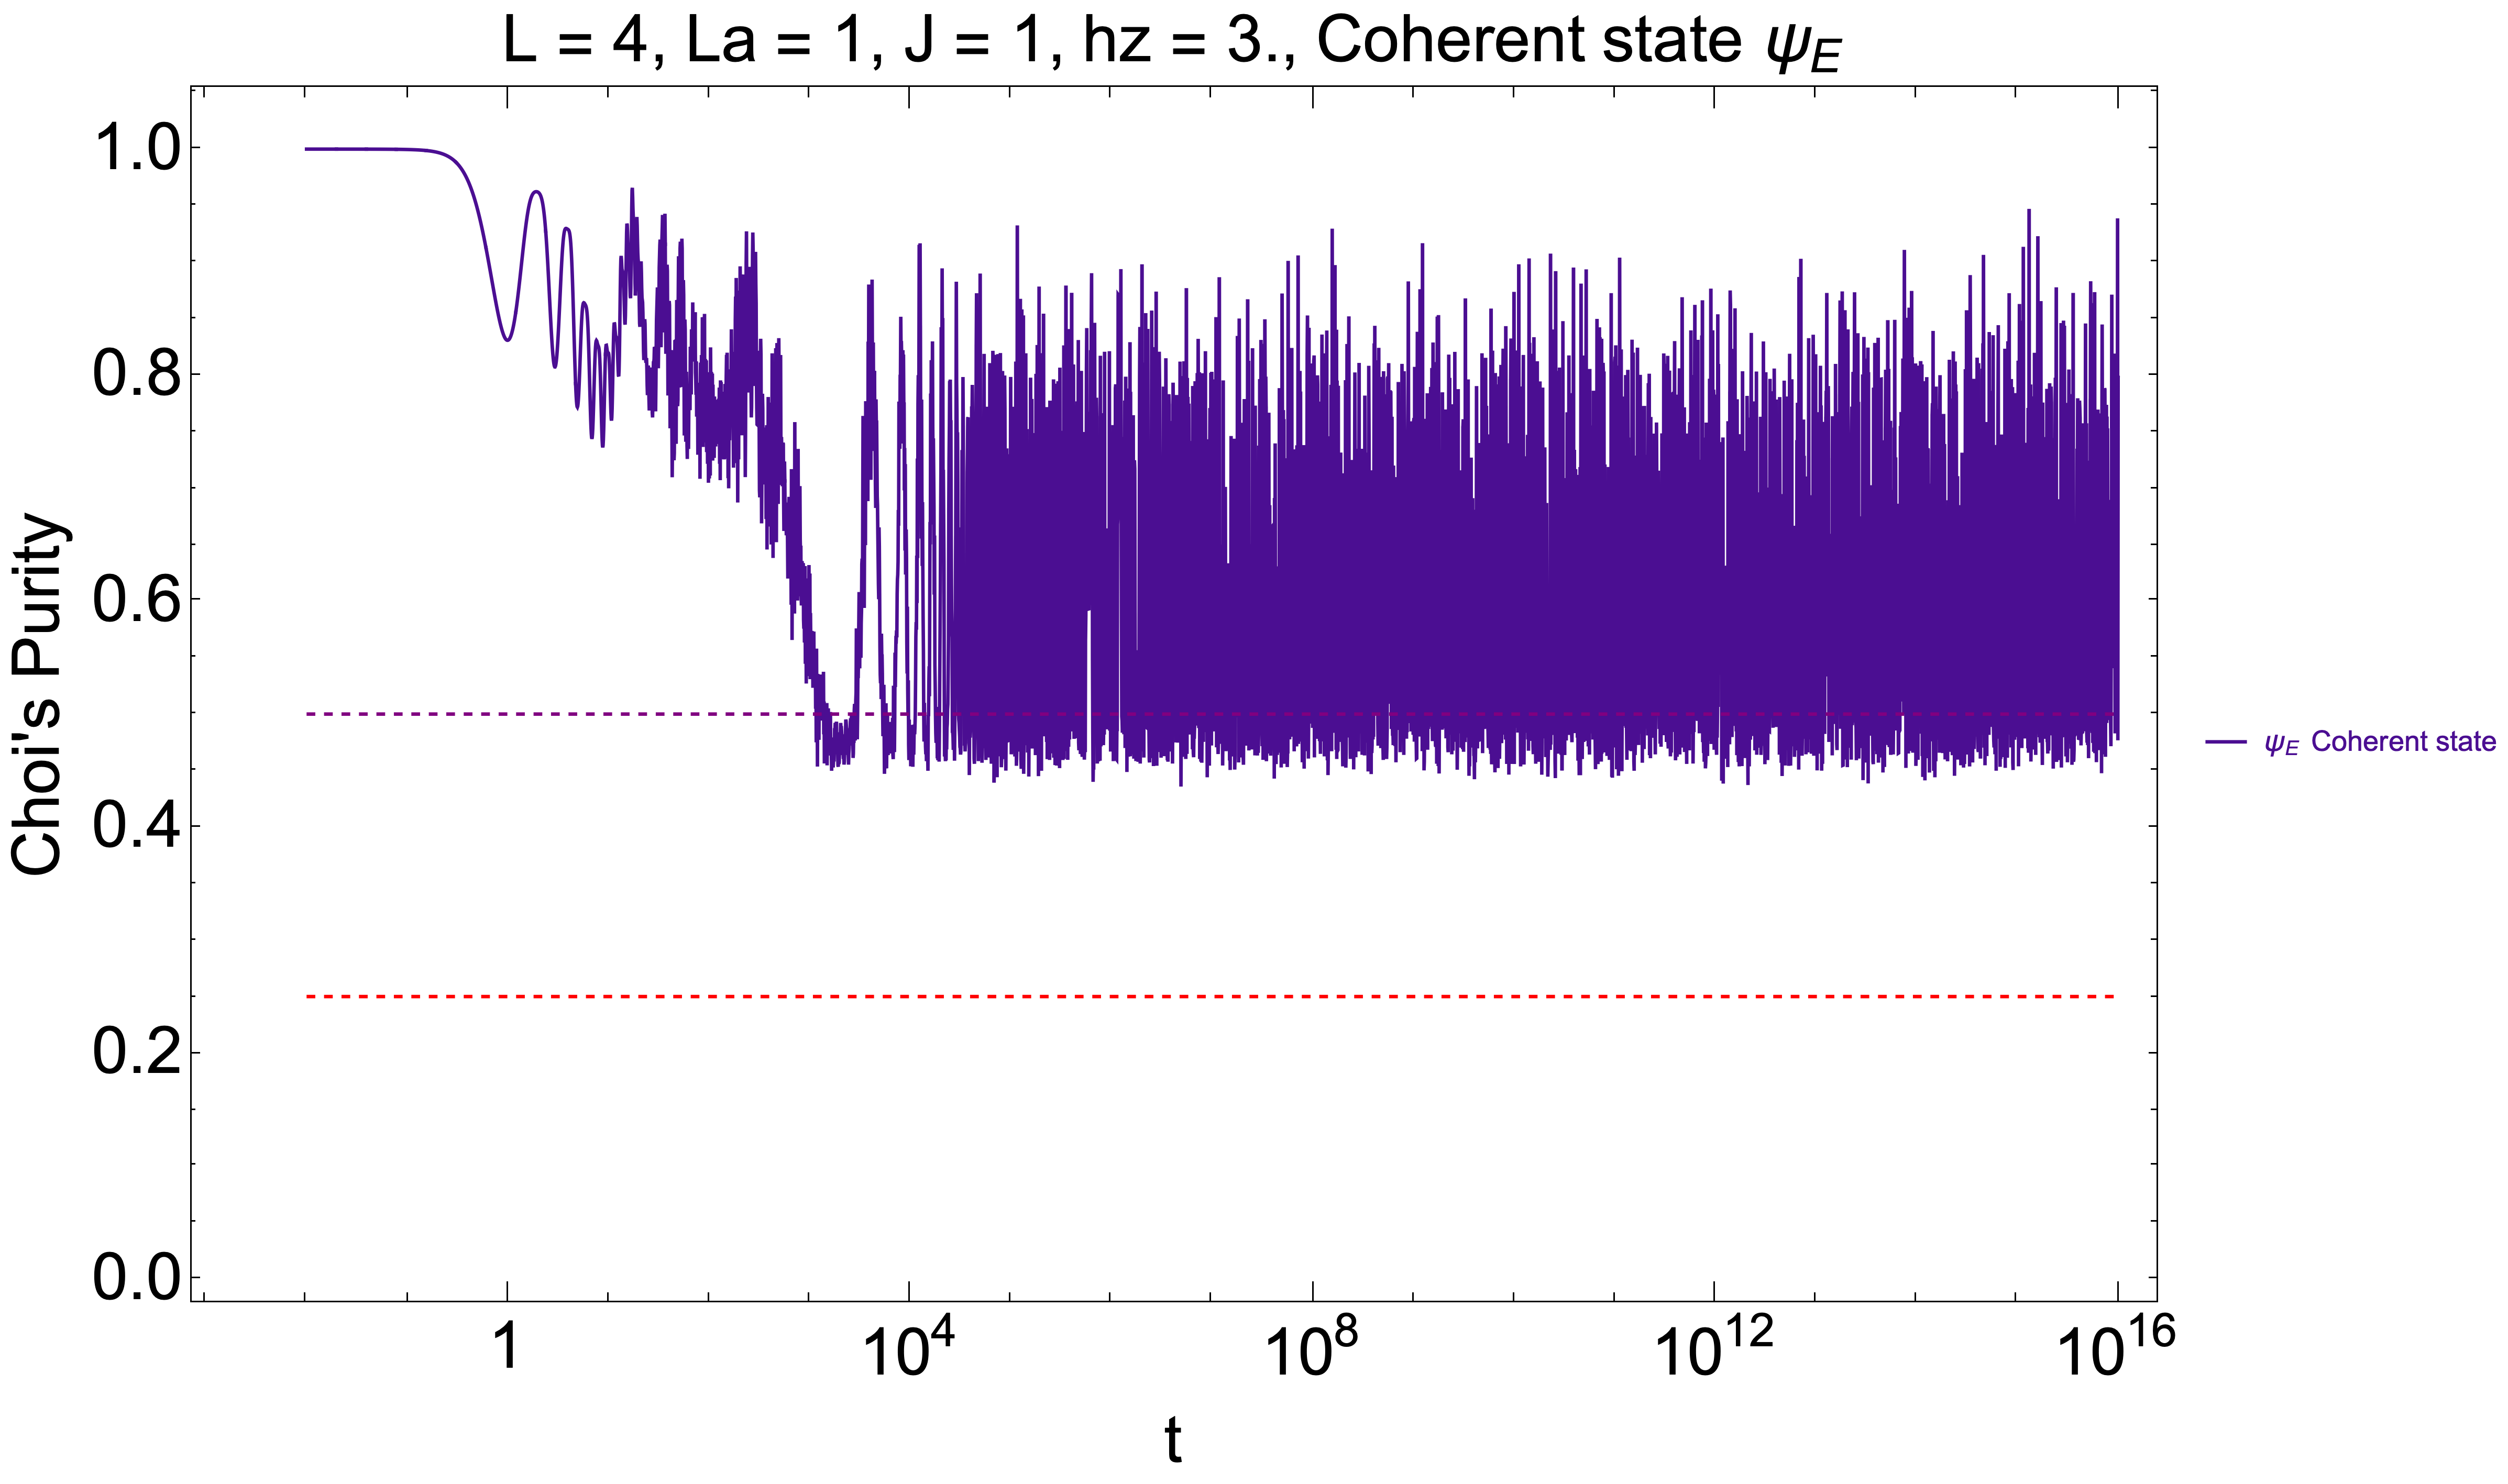 L = 4, La = 1, J = 1, hz = 3., Coherent state ψE
Choi's Purity
1.0
0.8
0.6
0.4
0.2
0.0
ψE Coherent state
1 10^4 10^8 10^12 10^16
t